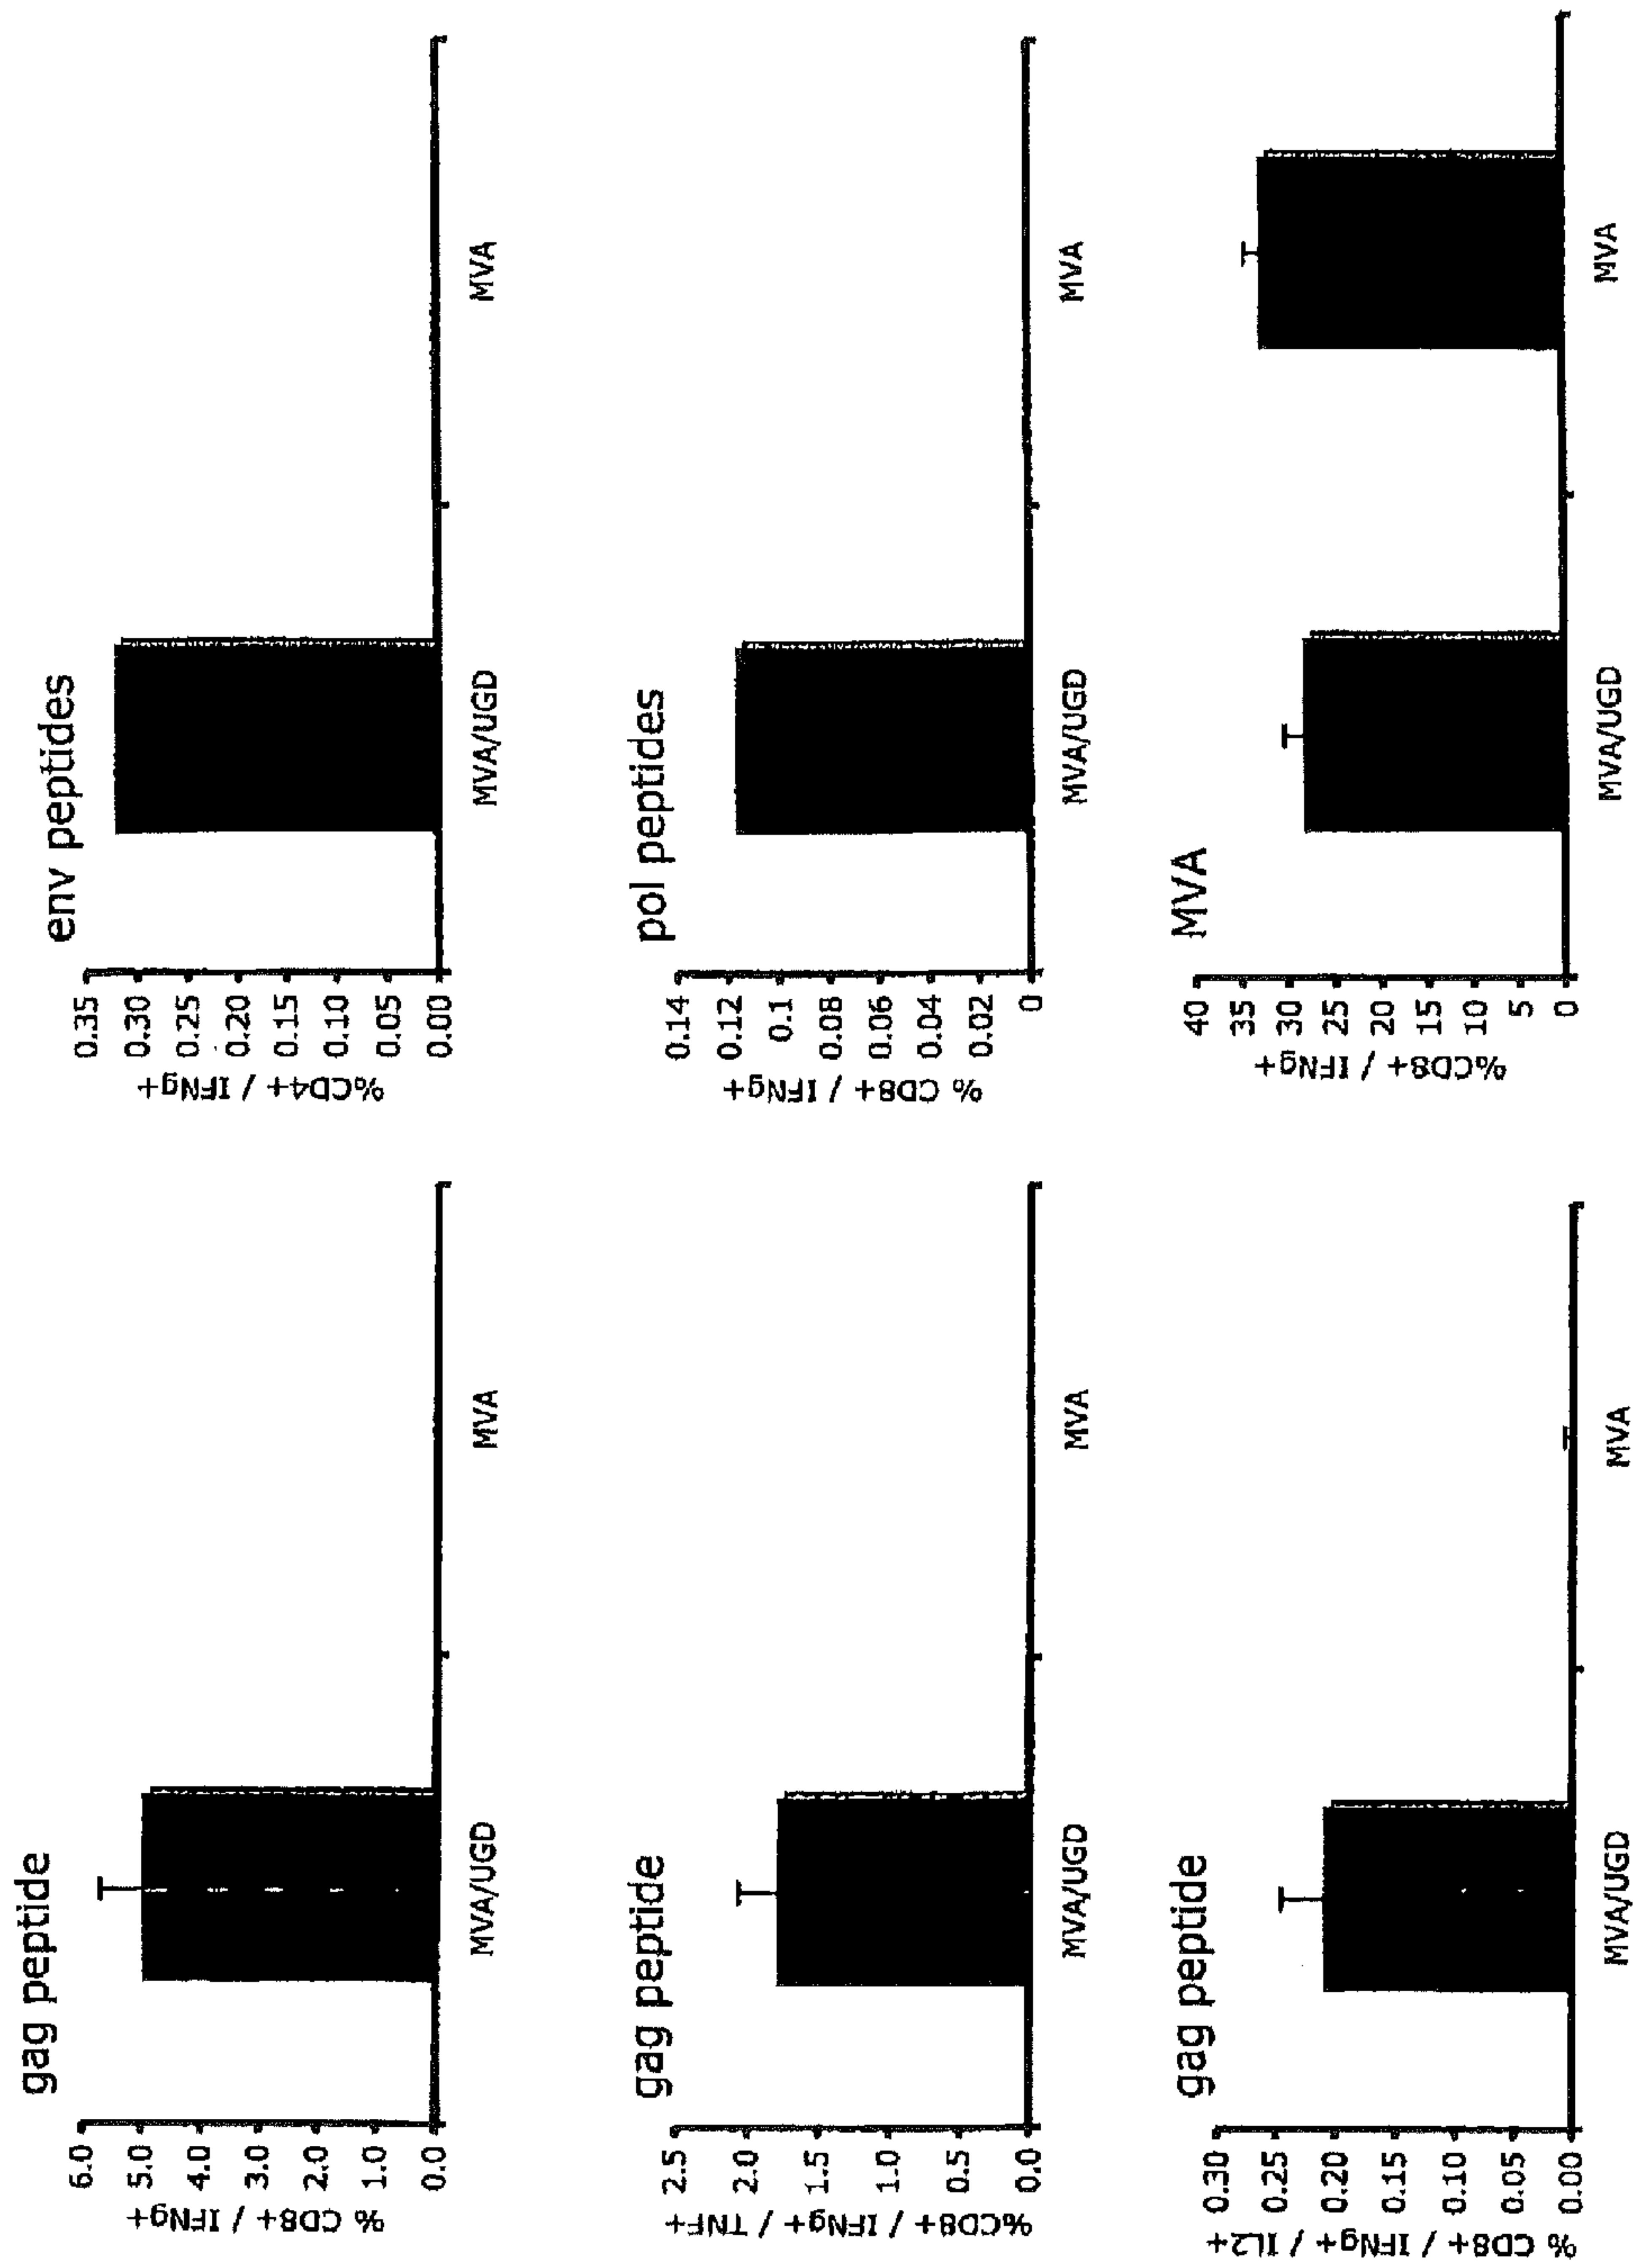 gag peptide
% CD8+ / IFNg+
6.0
5.0
4.0
3.0
2.0
1.0
0.0
MVA/UGD
MVA
env peptides
%CD4+ / IFNg+
0.35
0.30
0.25
0.20
0.15
0.10
0.05
0.00
MVA/UGD
MVA
gag peptide
%CD8+ / IFNg+ / TNF+
2.5
2.0
1.5
1.0
0.5
0.0
MVA/UGD
MVA
pol peptides
% CD8+ / IFNg+
0.14
0.12
0.1
0.08
0.06
0.04
0.02
0
MVA/UGD
MVA
gag peptide
% CD8+ / IFNg+ / IL2+
0.30
0.25
0.20
0.15
0.10
0.05
0.00
MVA/UGD
MVA
MVA
%CD8+ / IFNg+
40
35
30
25
20
15
10
5
0
MVA/UGD
MVA